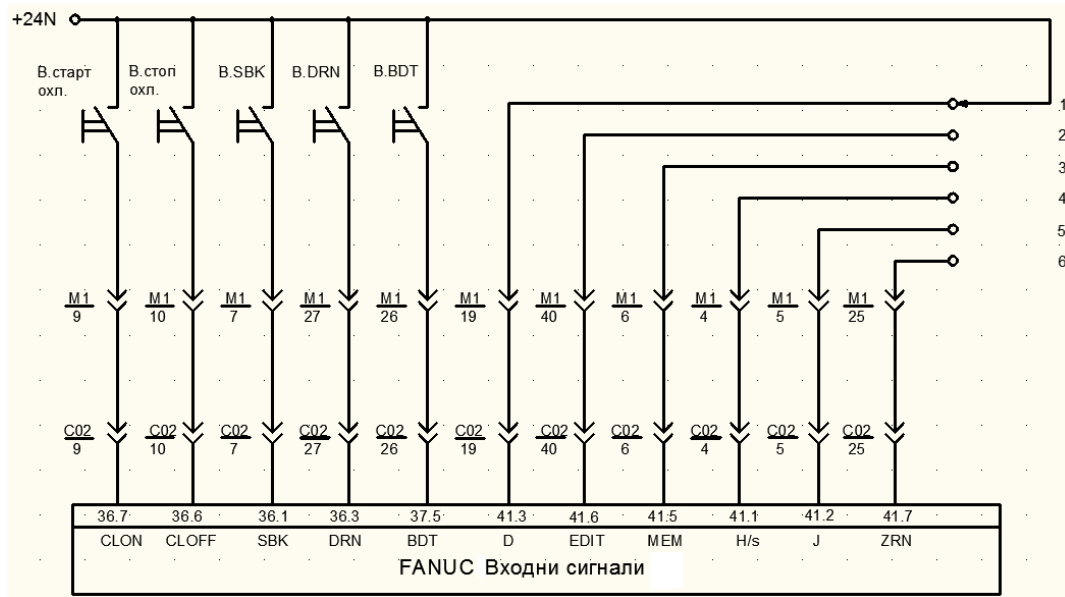 +24N
В.старт
охл.
В.стоп
охл.
В.SBK
В.DRN
В.BDT
1
2
3
4
5
6
M1 M1 M1 M1 M1 M1 M1 M1 M1 M1 M1
9 10 7 27 26 19 40 6 4 5 25
C02 C02 C02 C02 C02 C02 C02 C02 C02 C02 C02
9 10 7 27 26 19 40 6 4 5 25
36.7 36.6 36.1 36.3 37.5 41.3 41.6 41.5 41.1 41.2 41.7
CLON CLOFF SBK DRN BDT D EDIT MEM H/s J ZRN
FANUC Входни сигнали